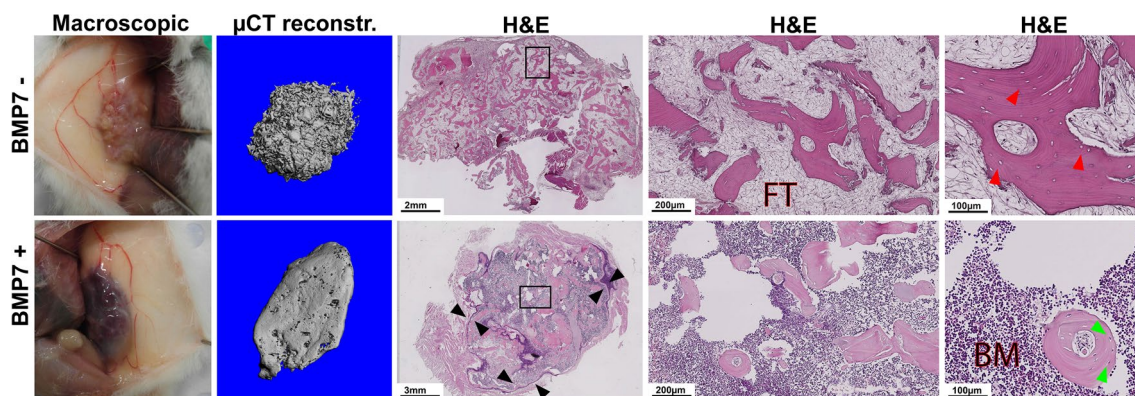 Macroscopic µCT reconstr. H&E H&E
BMP7 -
2mm
FT
200µm
100µm
BMP7 +
3mm
200µm
BM
100µm